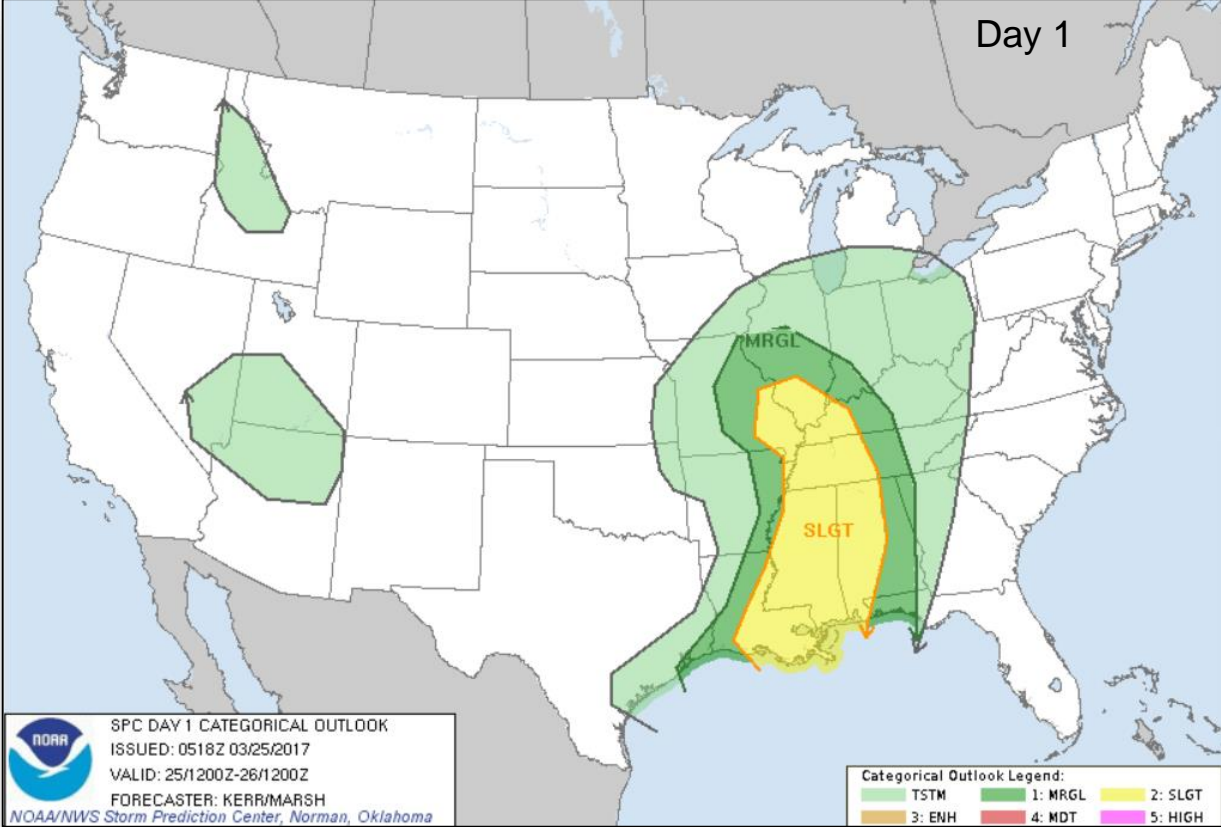 Day 1
MRGL
SLGT
NOAA
SPC DAY 1 CATEGORICAL OUTLOOK
ISSUED: 0518Z 03/25/2017
VALID: 25/1200Z-26/1200Z
FORECASTER: KERR/MARSH
NOAA/NWS Storm Prediction Center, Norman, Oklahoma
Categorical Outlook Legend:
TSTM 1: MRGL 2: SLGT
3: ENH 4: MDT 5: HIGH